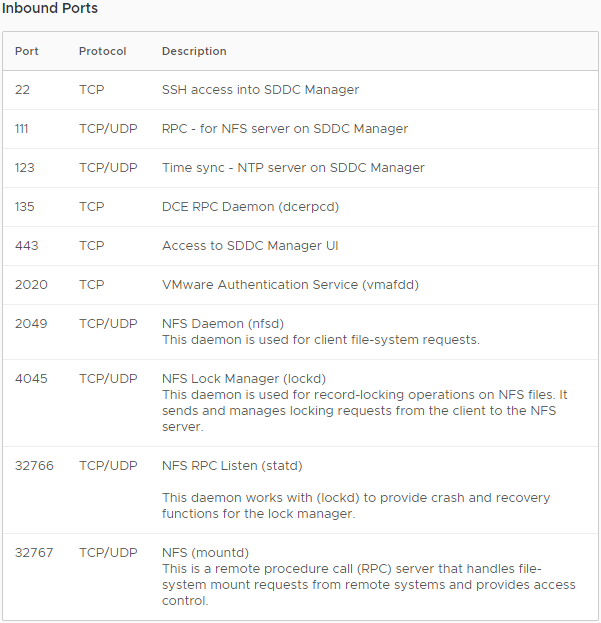 Inbound Ports
Port Protocol Description
22 TCP SSH access into SDDC Manager
111 TCP/UDP RPC - for NFS server on SDDC Manager
123 TCP/UDP Time sync - NTP server on SDDC Manager
135 TCP DCE RPC Daemon (dcerpcd)
443 TCP Access to SDDC Manager UI
2020 TCP VMware Authentication Service (vmafdd)
2049 TCP/UDP NFS Daemon (nfsd)
This daemon is used for client file-system requests.
4045 TCP/UDP NFS Lock Manager (lockd)
This daemon is used for record-locking operations on NFS files. It
sends and manages locking requests from the client to the NFS
server.
32766 TCP/UDP NFS RPC Listen (statd)
This daemon works with (lockd) to provide crash and recovery
functions for the lock manager.
32767 TCP/UDP NFS (mountd)
This is a remote procedure call (RPC) server that handles file-
system mount requests from remote systems and provides access
control.